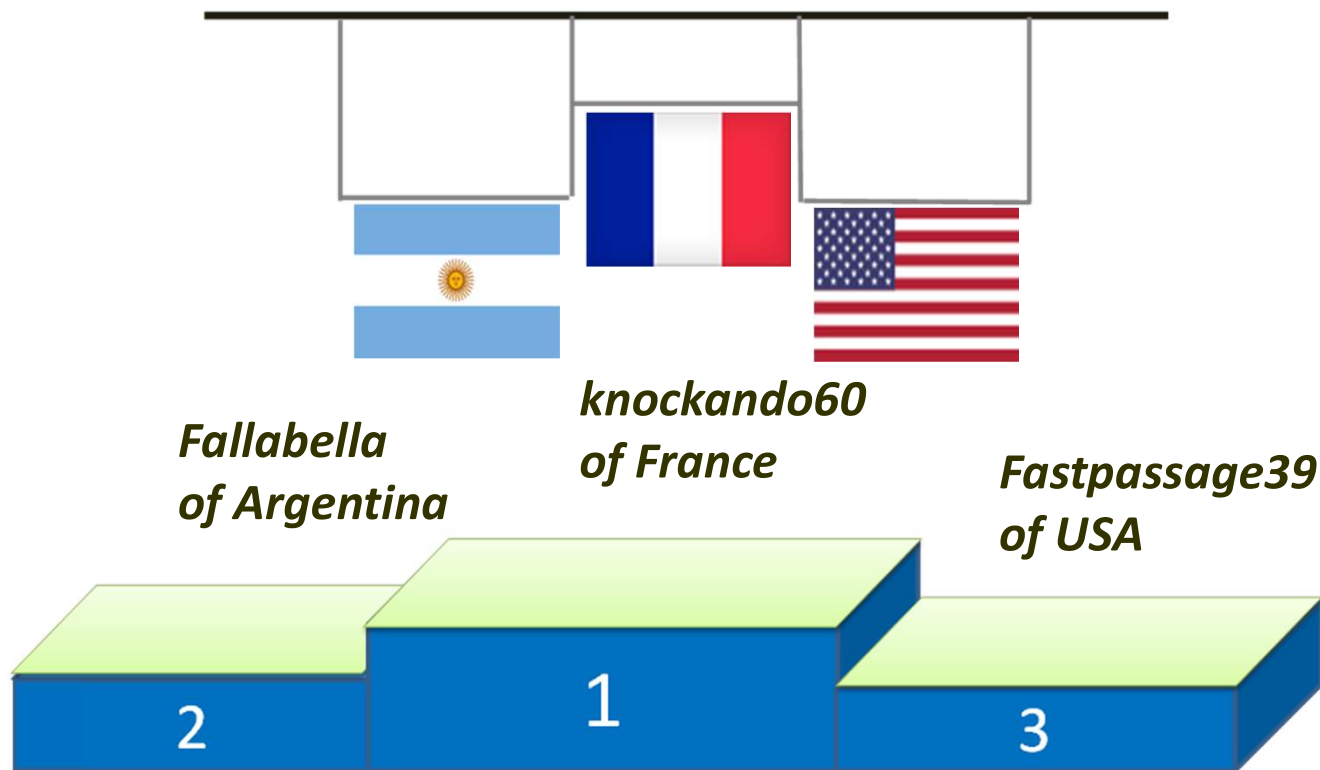 knockando60
of France
Fallabella
of Argentina
Fastpassage39
of USA
2
1
3